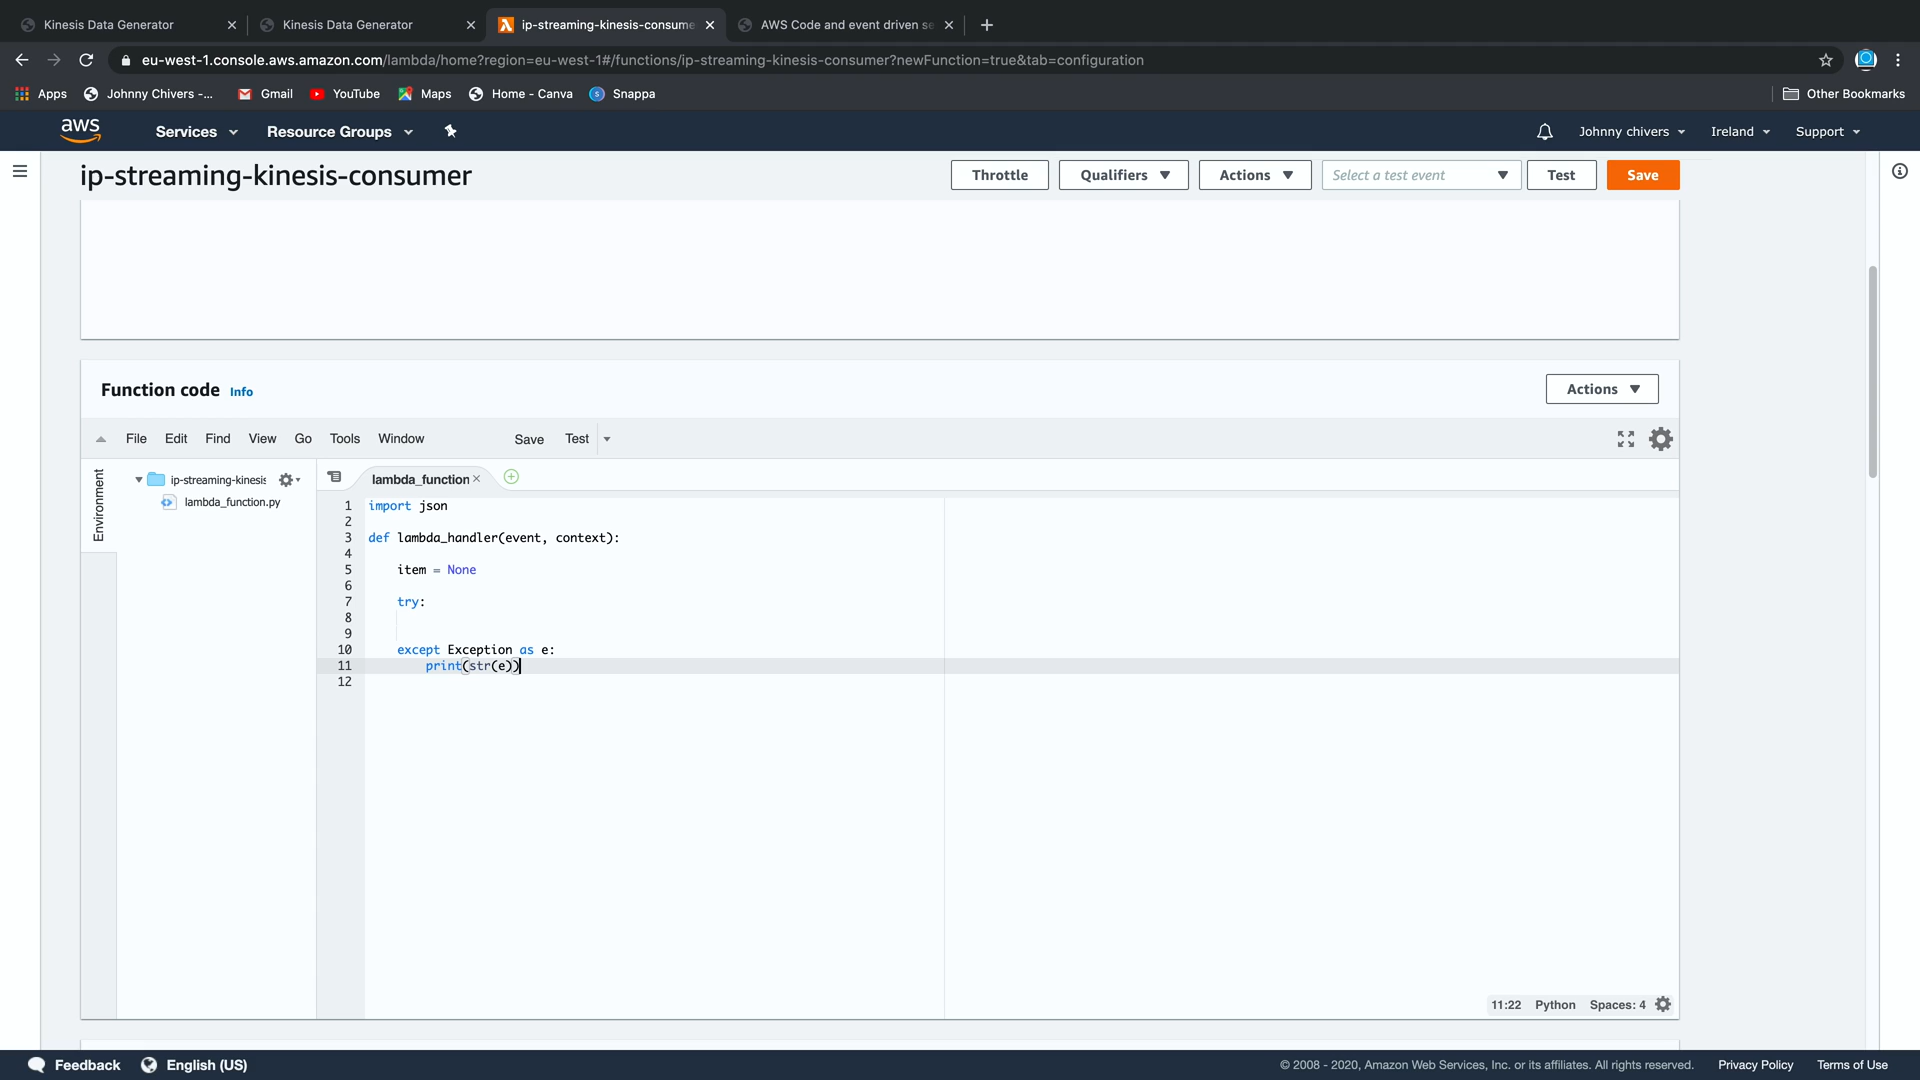 Kinesis Data Generator
Kinesis Data Generator
ip-streaming-kinesis-consume
AWS Code and event driven se
eu-west-1.console.aws.amazon.com/lambda/home?region=eu-west-1#/functions/ip-streaming-kinesis-consumer?newFunction=true&tab=configuration
Apps
Johnny Chivers -...
Gmail
YouTube
Maps
Home - Canva
Snappa
Other Bookmarks
aws
Services
Resource Groups
Johnny chivers
Ireland
Support
ip-streaming-kinesis-consumer
Throttle
Qualifiers
Actions
Select a test event
Test
Save
Function code Info
Actions
File Edit Find View Go Tools Window Save Test
Environment
ip-streaming-kinesis
lambda_function.py
lambda_function
1 import json
2
3 def lambda_handler(event, context):
4
5 item = None
6
7 try:
8
9
10 except Exception as e:
11 print(str(e))
12
11:22 Python Spaces: 4
Feedback
English (US)
© 2008 - 2020, Amazon Web Services, Inc. or its affiliates. All rights reserved.
Privacy Policy
Terms of Use